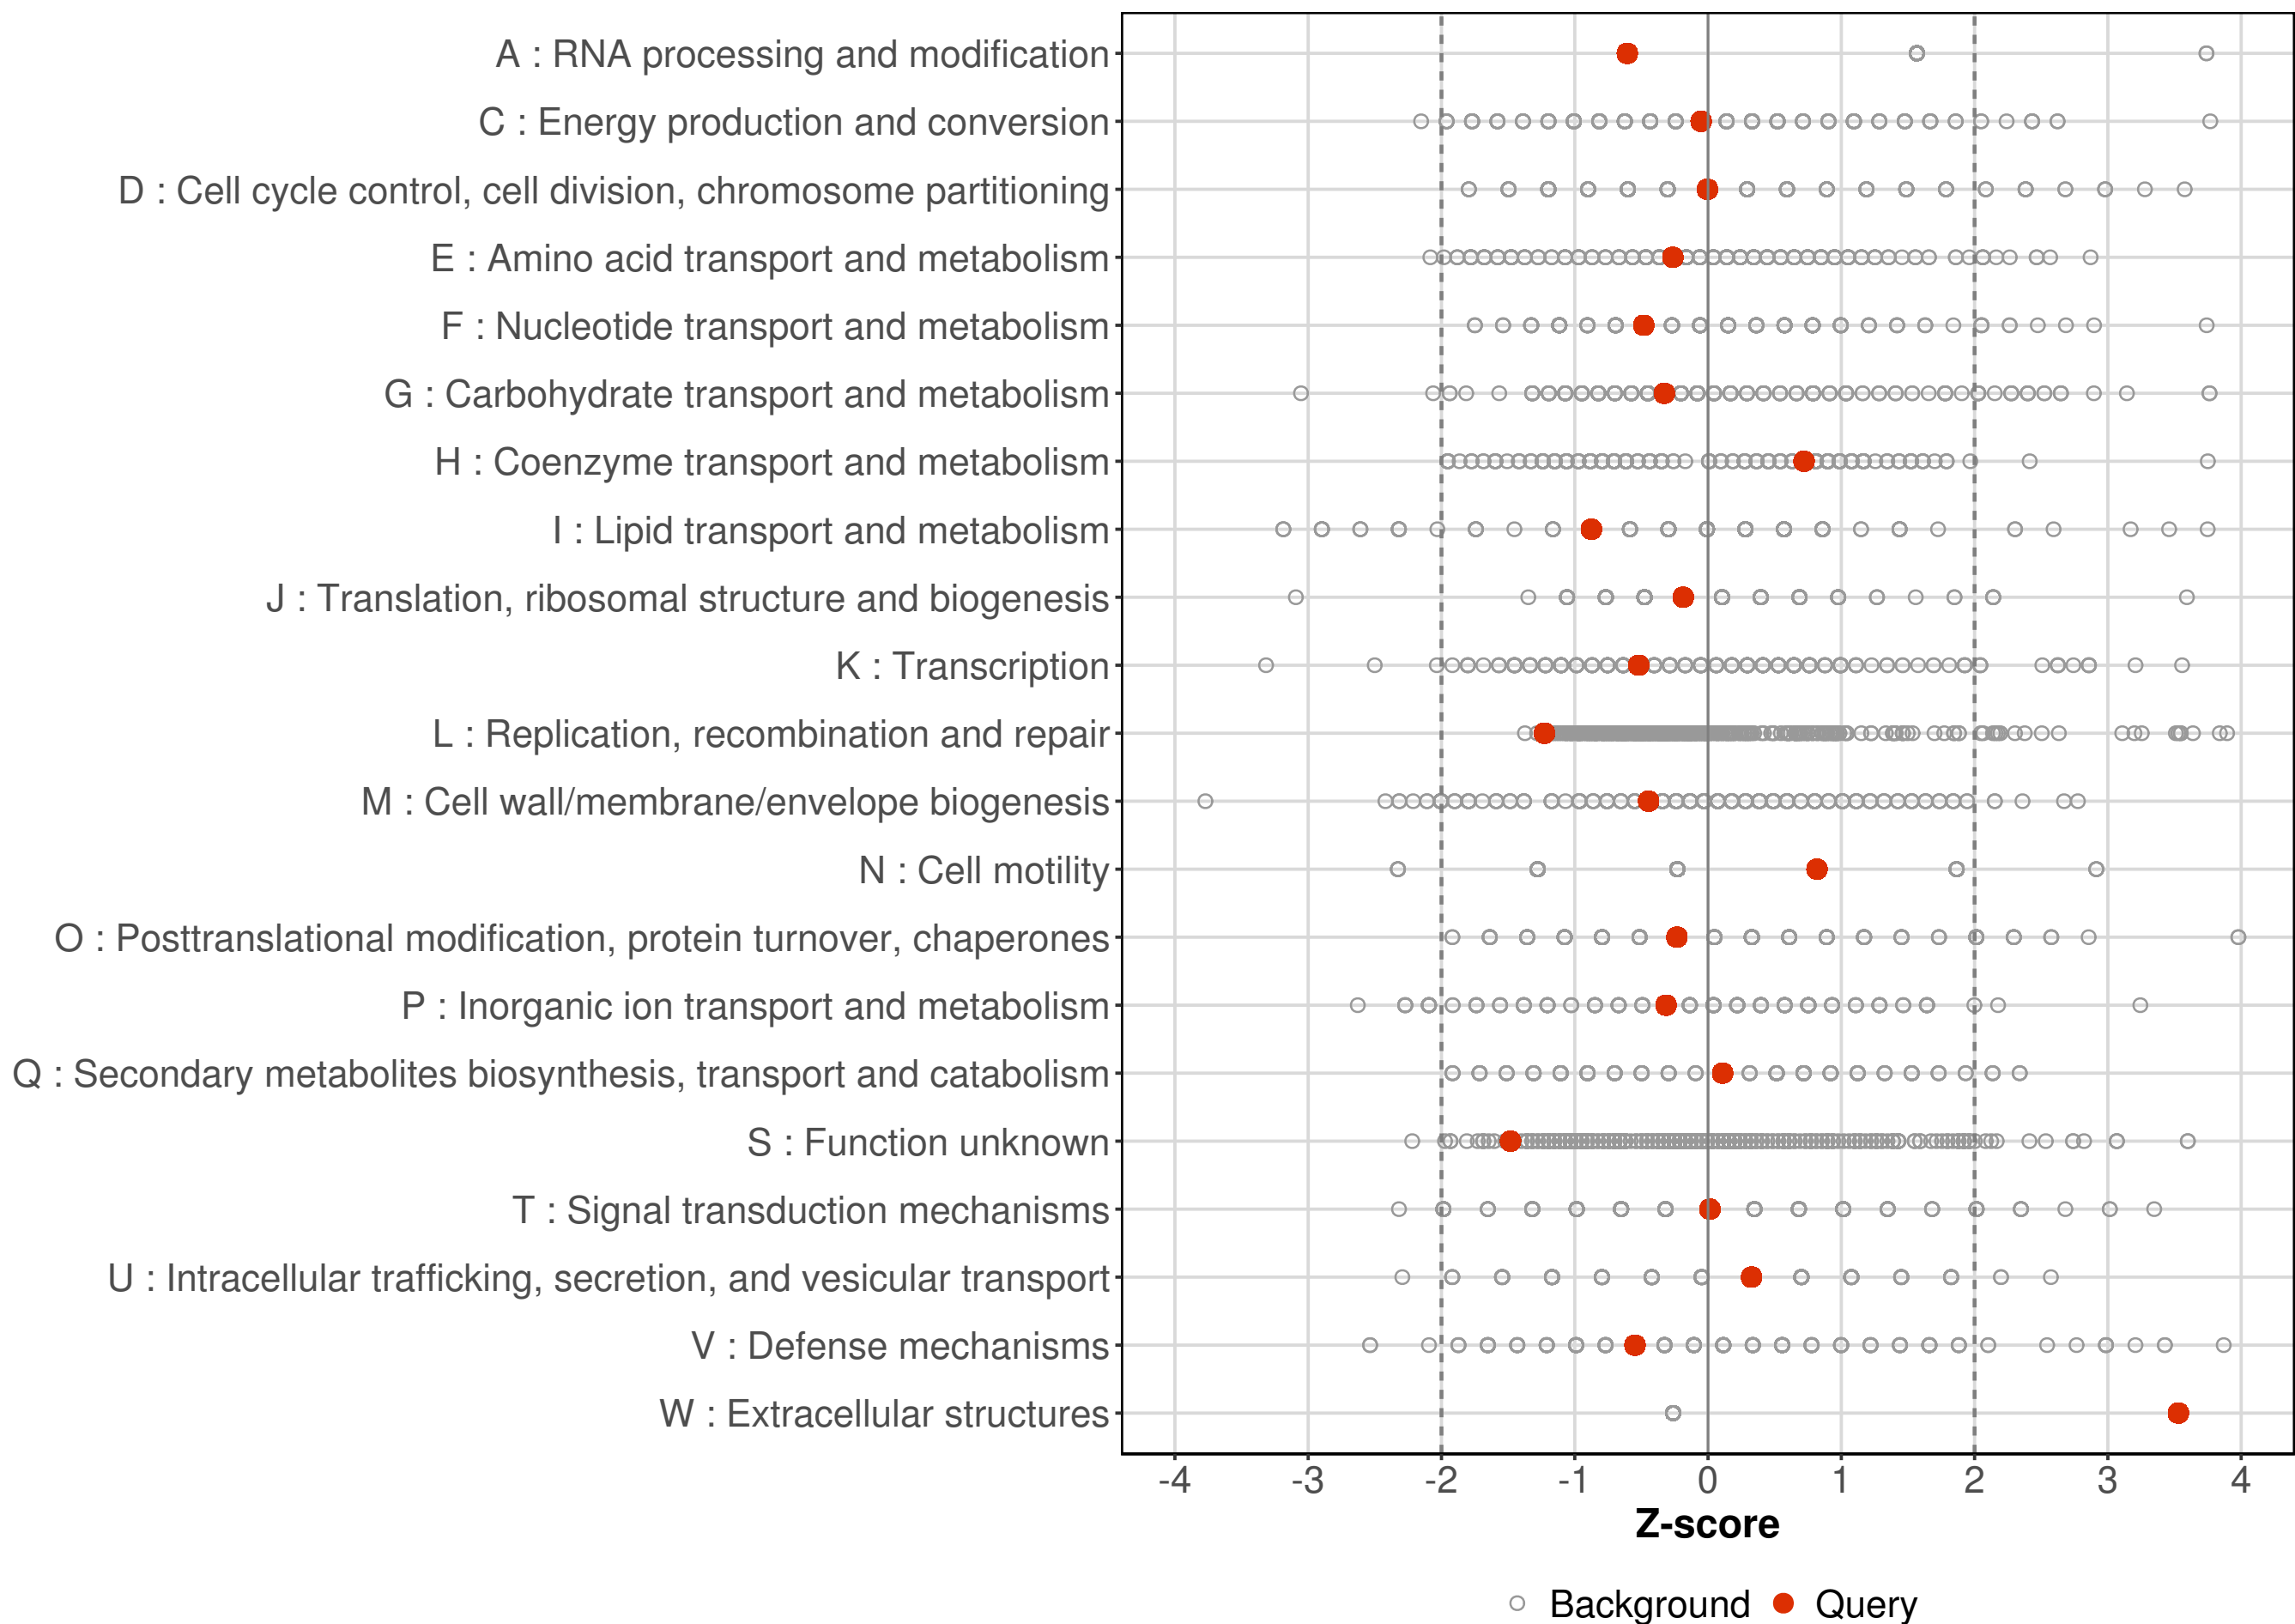 A : RNA processing and modification
C : Energy production and conversion
D : Cell cycle control, cell division, chromosome partitioning
E : Amino acid transport and metabolism
F : Nucleotide transport and metabolism
G : Carbohydrate transport and metabolism
H : Coenzyme transport and metabolism
I : Lipid transport and metabolism
J : Translation, ribosomal structure and biogenesis
K : Transcription
L : Replication, recombination and repair
M : Cell wall/membrane/envelope biogenesis
N : Cell motility
O : Posttranslational modification, protein turnover, chaperones
P : Inorganic ion transport and metabolism
Q : Secondary metabolites biosynthesis, transport and catabolism
S : Function unknown
T : Signal transduction mechanisms
U : Intracellular trafficking, secretion, and vesicular transport
V : Defense mechanisms
W : Extracellular structures
-4 -3 -2 -1 0 1 2 3 4
Z-score
Background Query